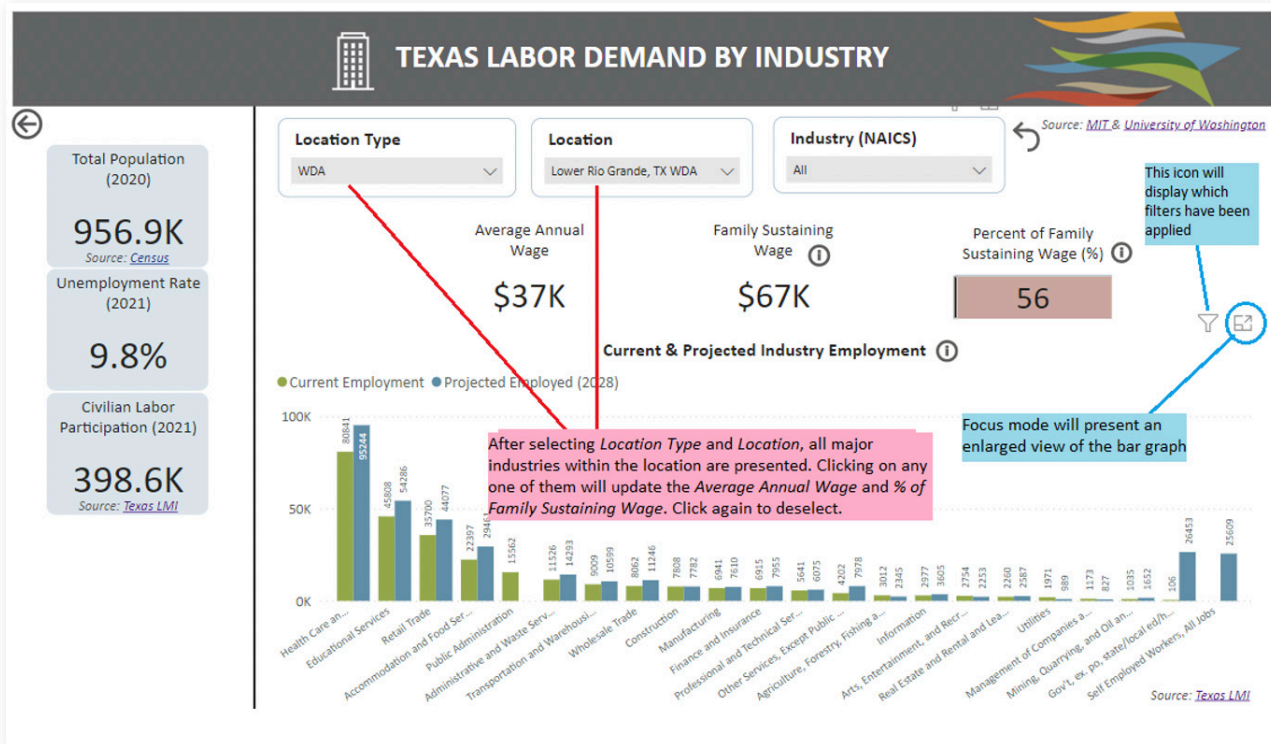 TEXAS LABOR DEMAND BY INDUSTRY
Total Population
(2020)
956.9K
Source: Census
Unemployment Rate
(2021)
9.8%
Civilian Labor
Participation (2021)
398.6K
Source: Texas LMI
Location Type
WDA
Location
Lower Rio Grande, TX WDA
Industry (NAICS)
All
Source: MIT & University of Washington
This icon will
display which
filters have been
applied
Average Annual
Wage
$37K
Family Sustaining
Wage
$67K
Percent of Family
Sustaining Wage (%)
56
Current & Projected Industry Employment
Current Employment
Projected Employed (2028)
Focus mode will present an
enlarged view of the bar graph
After selecting Location Type and Location, all major
industries within the location are presented. Clicking on any
one of them will update the Average Annual Wage and % of
Family Sustaining Wage. Click again to deselect.
100K
50K
0K
80841
95244
45808
54286
35700
44077
22397
15562
11526
14293
9009
10599
8062
11246
7808
7782
6941
7610
6915
7955
5641
6075
4202
7978
3012
2345
2977
3605
2754
2253
2260
2587
1971
989
1173
827
1035
1652
106
26453
25609
Health Care an...
Educational Services
Retail Trade
Accommodation and Food Ser...
Public Administration
Administrative and Waste Serv...
Transportation and Warehousi...
Wholesale Trade
Construction
Manufacturing
Finance and Insurance
Professional and Technical Ser...
Other Services, Except Public ...
Agriculture, Forestry, Fishing a...
Information
Arts, Entertainment, and Recr...
Real Estate and Rental and Lea...
Utilities
Management of Companies a...
Mining, Quarrying, and Oil an...
Gov't, ex. po, state/local ed/h...
Self Employed Workers, All Jobs
Source: Texas LMI